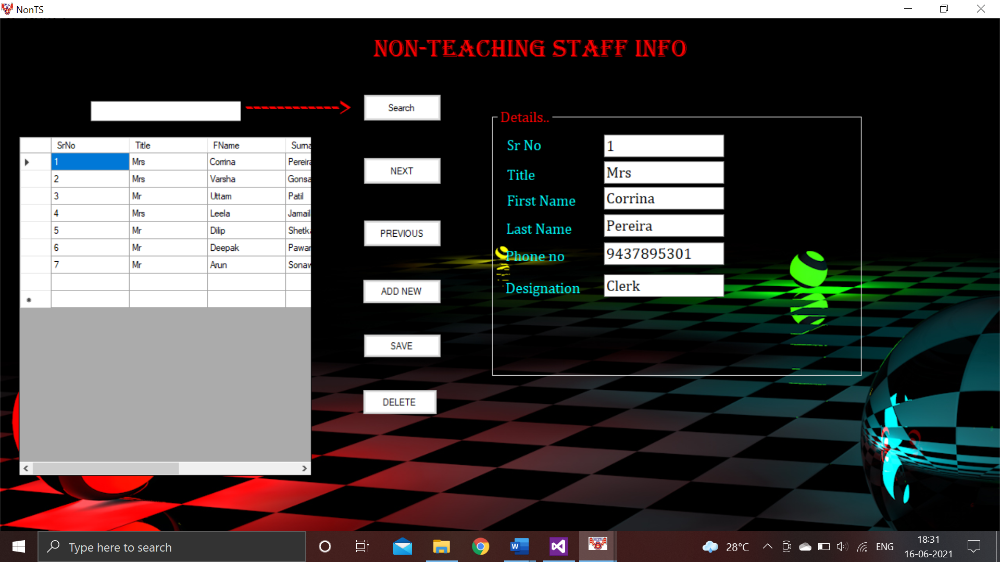 NonTS
NON-TEACHING STAFF INFO
Search
Details..
SrNo Title FName Surna
1 Mrs Corrina Pereira
2 Mrs Varsha Gonsa
3 Mr Uttam Patil
4 Mrs Leela Jamail
5 Mr Dilip Shetka
6 Mr Deepak Pawar
7 Mr Arun Sonaw
NEXT
PREVIOUS
ADD NEW
SAVE
DELETE
Sr No 1
Title Mrs
First Name Corrina
Last Name Pereira
Phone no 9437895301
Designation Clerk
Type here to search
28°C
ENG
18:31
16-06-2021